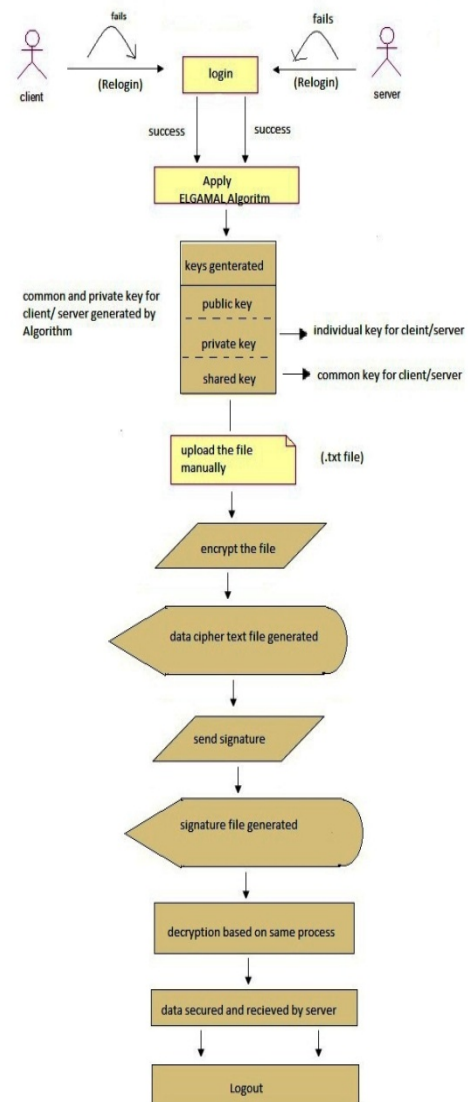 fails
fails
login
client
(Relogin)
(Relogin)
server
success
success
Apply
ELGAMAL Algoritm
keys genterated
common and private key for
client/ server generated by
Algorithm
public key
private key
individual key for cleint/server
shared key
common key for client/server
upload the file
manually
(.txt file)
encrypt the file
data cipher text file generated
send signature
signature file generated
decryption based on same process
data secured and recieved by server
Logout